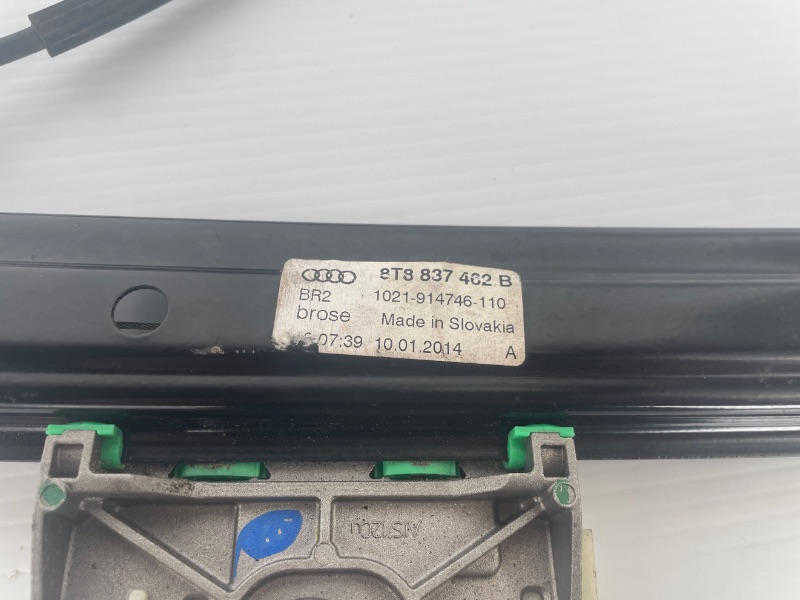 8T8 837 462 B
BR2 1021-914746-110
brose Made in Slovakia
07:39 10.01.2014 A